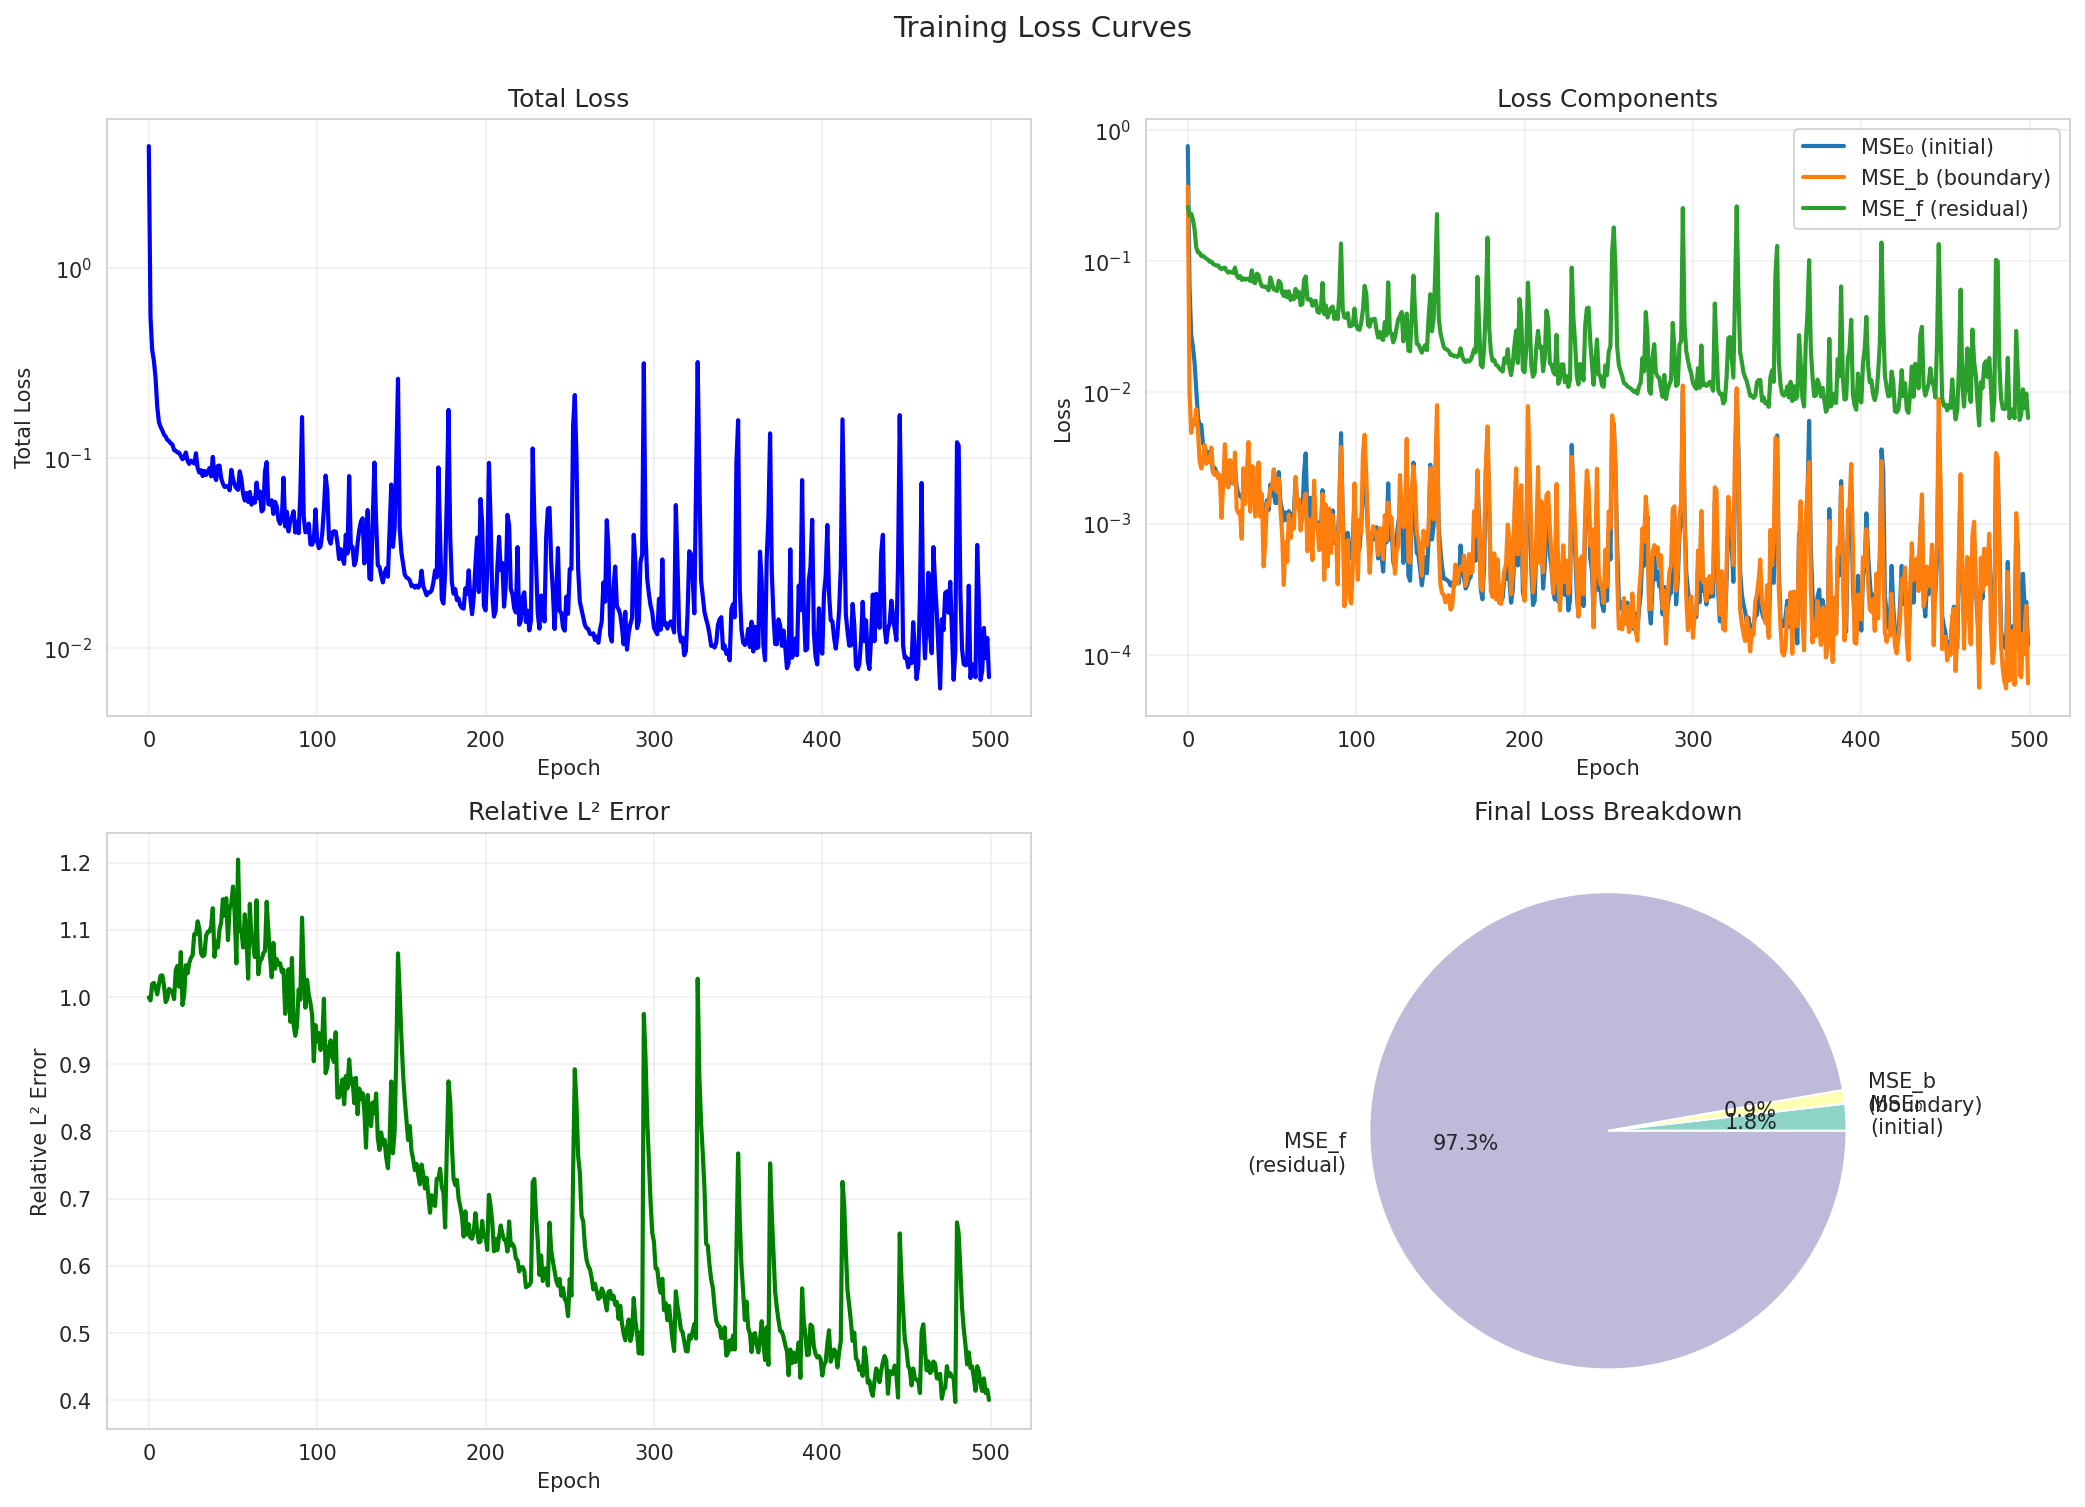 Training Loss Curves
Total Loss
Total Loss
10⁰
10⁻¹
10⁻²
0 100 200 300 400 500
Epoch
Loss Components
Loss
10⁰
10⁻¹
10⁻²
10⁻³
10⁻⁴
MSE₀ (initial)
MSE_b (boundary)
MSE_f (residual)
0 100 200 300 400 500
Epoch
Relative L² Error
Relative L² Error
1.2
1.1
1.0
0.9
0.8
0.7
0.6
0.5
0.4
0 100 200 300 400 500
Epoch
Final Loss Breakdown
MSE_b
(boundary)
MSE₀
(initial)
0.9%
1.8%
97.3%
MSE_f
(residual)